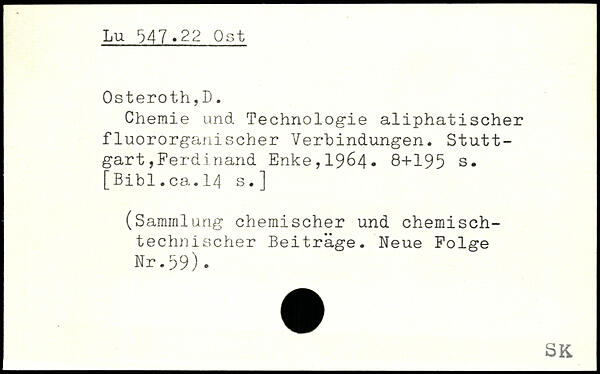 Lu 547.22 Ost
Osteroth,D.
Chemie und Technologie aliphatischer
fluororganischer Verbindungen. Stutt-
gart,Ferdinand Enke,1964. 8+195 s.
[Bibl.ca.14 s.]
(Sammlung chemischer und chemisch-
technischer Beiträge. Neue Folge
Nr.59).
SK